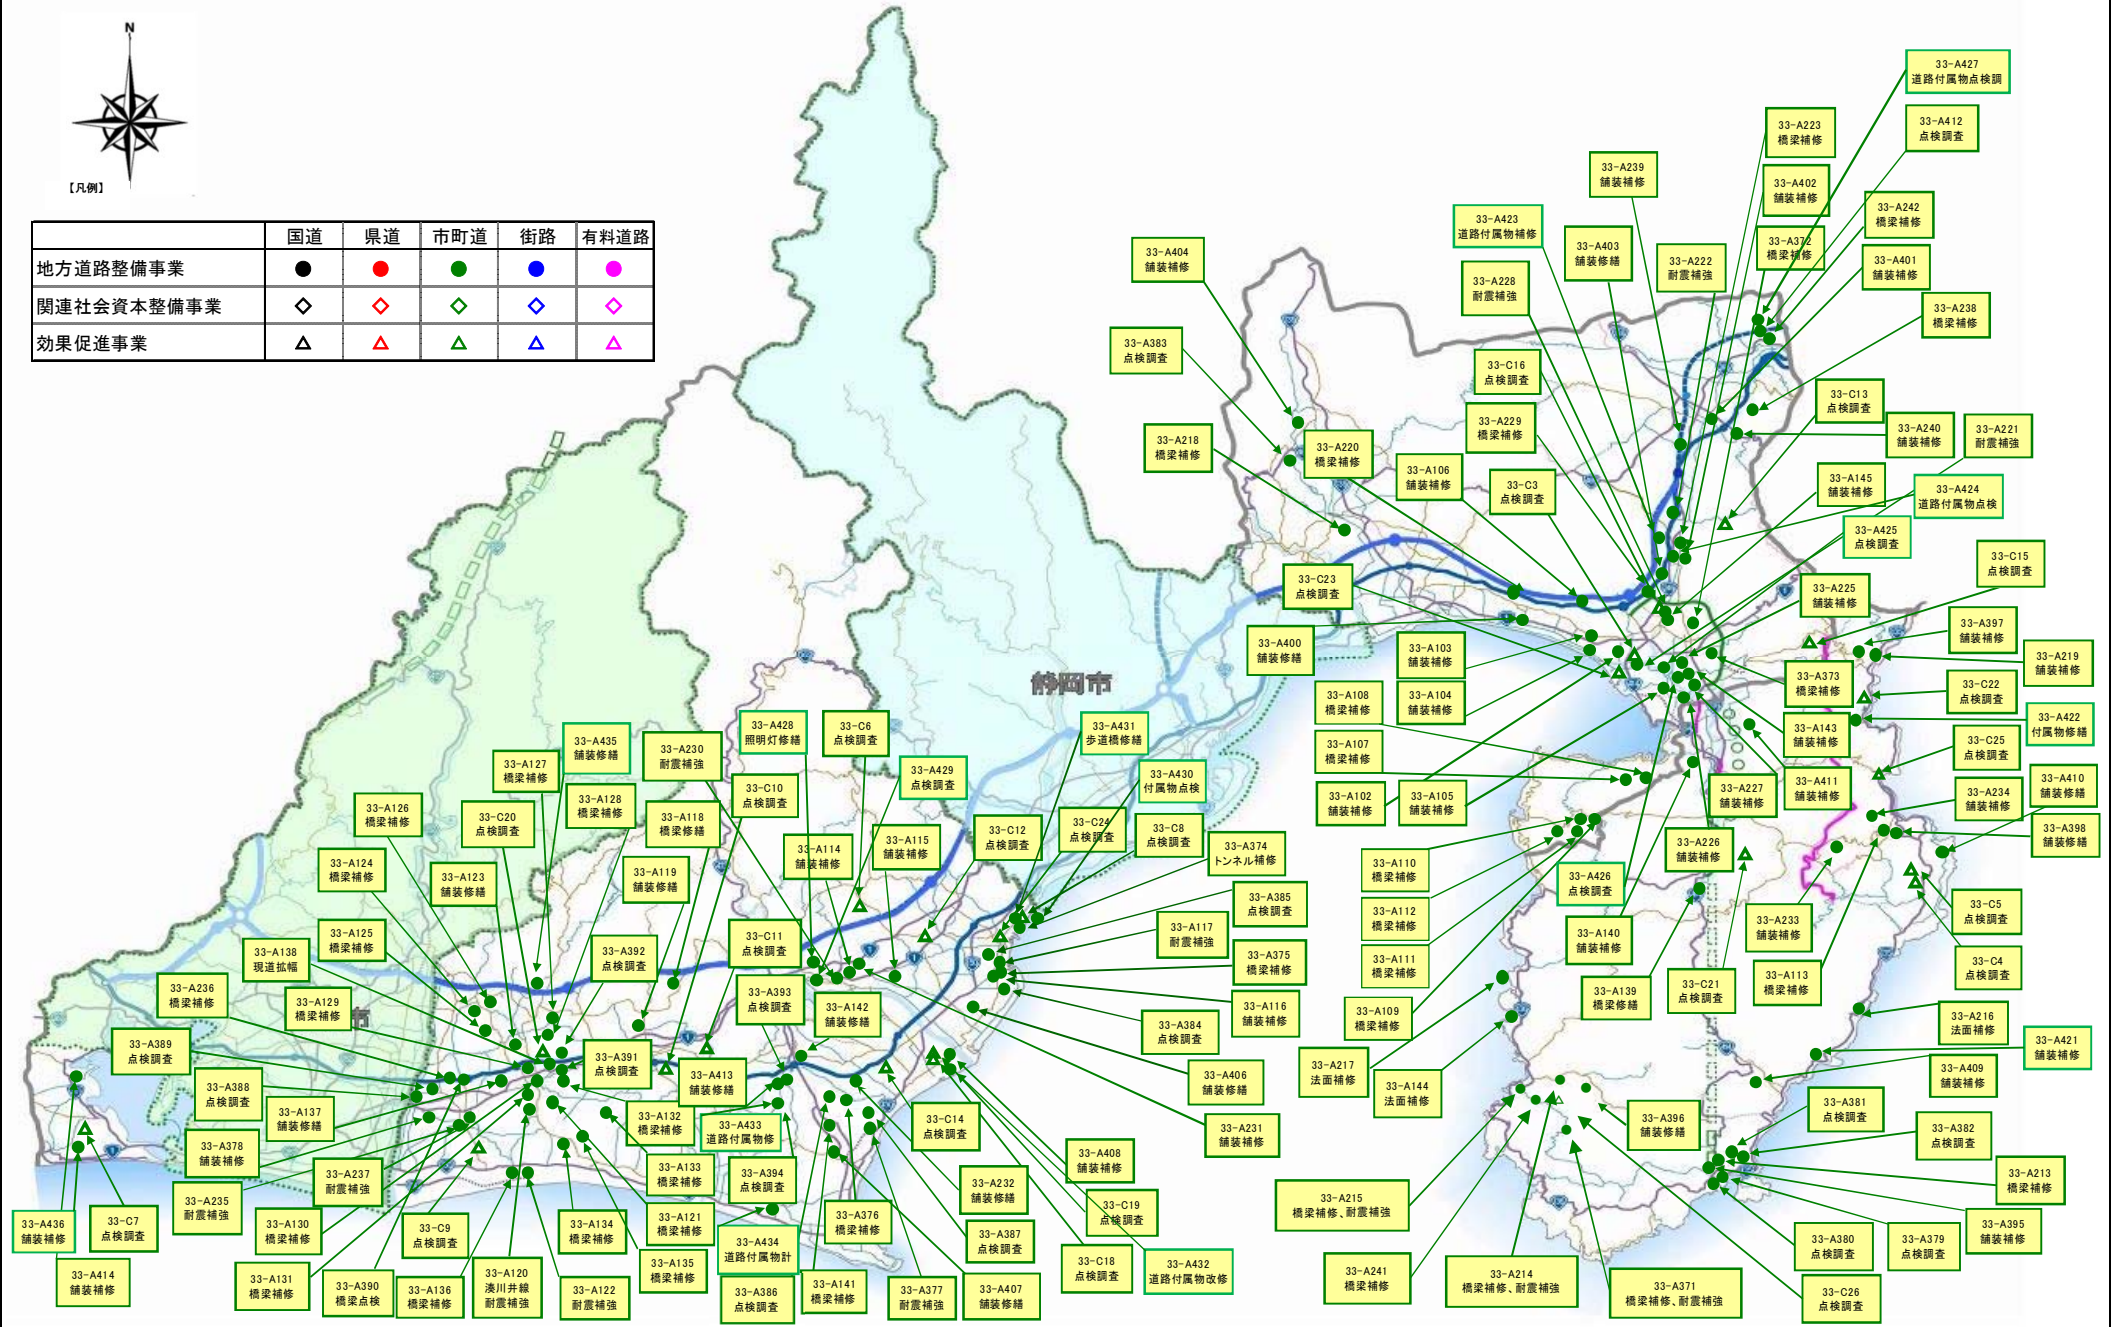 N
【凡例】
国道 県道 市町道 街路 有料道路
地方道路整備事業
関連社会資本整備事業
効果促進事業
33-A427
道路付属物点検調
33-A223
橋梁補修
33-A412
点検調査
33-A239
舗装補修
33-A402
舗装補修
33-A242
橋梁補修
33-A423
道路付属物補修
33-A403
舗装修繕
33-A222
耐震補強
33-A372
橋梁補修
33-A401
舗装補修
33-A404
舗装補修
33-A228
耐震補強
33-A238
橋梁補修
33-A383
点検調査
33-C16
点検調査
33-C13
点検調査
33-A229
橋梁補修
33-A240
舗装補修
33-A221
耐震補強
33-A218
橋梁補修
33-A220
橋梁補修
33-A106
舗装補修
33-C3
点検調査
33-A145
舗装補修
33-A424
道路付属物点検
33-A425
点検調査
33-C15
点検調査
33-C23
点検調査
33-A225
舗装補修
33-A397
舗装補修
33-A400
舗装修繕
33-A103
舗装補修
33-A219
舗装補修
静岡市
33-A373
橋梁補修
33-C22
点検調査
33-A108
橋梁補修
33-A104
舗装補修
33-A422
付属物修繕
33-A143
舗装補修
33-C25
点検調査
33-A107
橋梁補修
33-A102
舗装補修
33-A105
舗装補修
33-A227
舗装補修
33-A411
舗装補修
33-A234
舗装補修
33-A410
舗装修繕
33-A398
舗装修繕
33-A435
舗装修繕
33-A127
橋梁補修
33-A230
耐震補強
33-A428
照明灯修繕
33-C6
点検調査
33-A431
歩道橋修繕
33-A429
点検調査
33-A430
付属物点検
33-A126
橋梁補修
33-C20
点検調査
33-A128
橋梁補修
33-A118
橋梁修繕
33-C10
点検調査
33-A114
舗装補修
33-A115
舗装補修
33-C12
点検調査
33-C24
点検調査
33-C8
点検調査
33-A374
トンネル補修
33-A124
橋梁補修
33-A123
舗装修繕
33-A119
舗装修繕
33-A385
点検調査
33-A110
橋梁補修
33-A426
点検調査
33-A226
舗装補修
33-A125
橋梁補修
33-A138
現道拡幅
33-A392
点検調査
33-C11
点検調査
33-A117
耐震補強
33-A112
橋梁補修
33-A140
舗装補修
33-A233
舗装補修
33-C5
点検調査
33-A375
橋梁補修
33-A111
橋梁補修
33-C4
点検調査
33-A236
橋梁補修
33-A129
橋梁補修
市
33-A393
点検調査
33-A142
舗装修繕
33-A116
舗装補修
33-A109
橋梁補修
33-A139
橋梁修繕
33-C21
点検調査
33-A113
橋梁補修
33-A216
法面補修
33-A389
点検調査
33-A391
点検調査
33-A384
点検調査
33-A421
舗装補修
33-A388
点検調査
33-A413
舗装修繕
33-A406
舗装修繕
33-A217
法面補修
33-A144
法面補修
33-A409
舗装補修
33-A137
舗装修繕
33-A132
橋梁補修
33-A433
道路付属物修
33-C14
点検調査
33-A231
舗装補修
33-A396
舗装修繕
33-A381
点検調査
33-A382
点検調査
33-A378
舗装補修
33-A237
耐震補強
33-A133
橋梁補修
33-A394
点検調査
33-A408
舗装補修
33-A232
舗装修繕
33-A213
橋梁補修
33-A235
耐震補強
33-A215
橋梁補修、耐震補強
33-A436
舗装補修
33-C7
点検調査
33-A130
橋梁補修
33-C9
点検調査
33-A134
橋梁補修
33-A121
橋梁補修
33-A434
道路付属物計
33-A376
橋梁補修
33-A387
点検調査
33-C19
点検調査
33-A380
点検調査
33-A379
点検調査
33-A395
舗装補修
33-A414
舗装補修
33-A131
橋梁補修
33-A390
橋梁点検
33-A136
橋梁補修
33-A120
湊川井線
耐震補強
33-A122
耐震補強
33-A135
橋梁補修
33-A386
点検調査
33-A141
橋梁補修
33-A377
耐震補強
33-A407
舗装修繕
33-C18
点検調査
33-A432
道路付属物改修
33-A241
橋梁補修
33-A214
橋梁補修、耐震補強
33-A371
橋梁補修、耐震補強
33-C26
点検調査